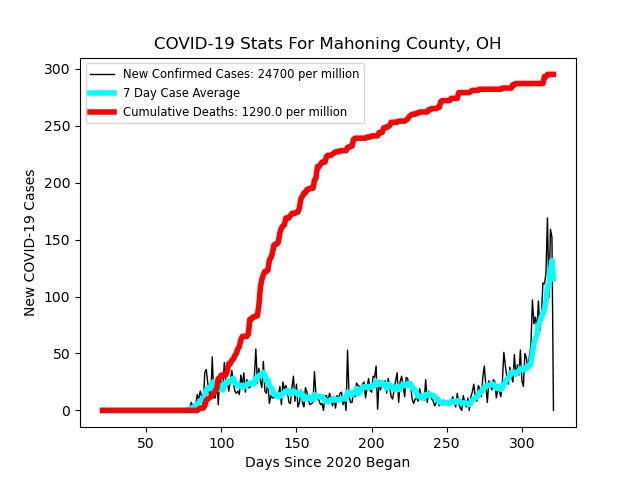 COVID-19 Stats For Mahoning County, OH
New Confirmed Cases: 24700 per million
7 Day Case Average
Cumulative Deaths: 1290.0 per million
New COVID-19 Cases
300
250
200
150
100
50
0
50 100 150 200 250 300
Days Since 2020 Began